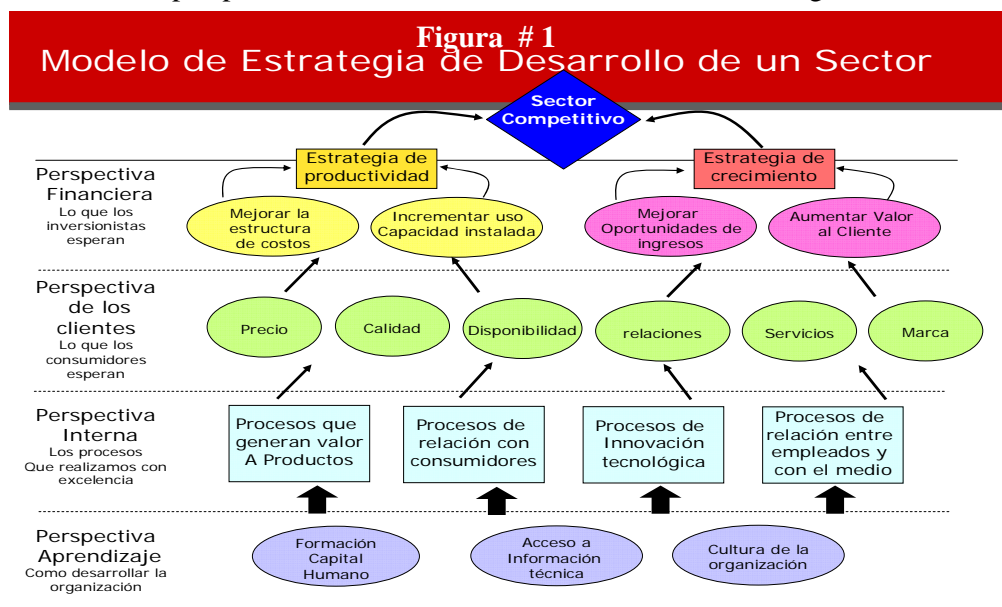 Figura # 1
Modelo de Estrategia de Desarrollo de un Sector
Sector
Competitivo
Estrategia de
productividad
Estrategia de
crecimiento
Perspectiva
Financiera
Lo que los
inversionistas
esperan
Mejorar la
estructura
de costos
Incrementar uso
Capacidad instalada
Mejorar
Oportunidades de
ingresos
Aumentar Valor
al Cliente
Perspectiva
de los
clientes
Lo que los
consumidores
esperan
Precio
Calidad
Disponibilidad
relaciones
Servicios
Marca
Perspectiva
Interna
Los procesos
Que realizamos con
excelencia
Procesos que
generan valor
A Productos
Procesos de
relación con
consumidores
Procesos de
Innovación
tecnológica
Procesos de
relación entre
empleados y
con el medio
Perspectiva
Aprendizaje
Como desarrollar la
organización
Formación
Capital
Humano
Acceso a
Información
técnica
Cultura de la
organización